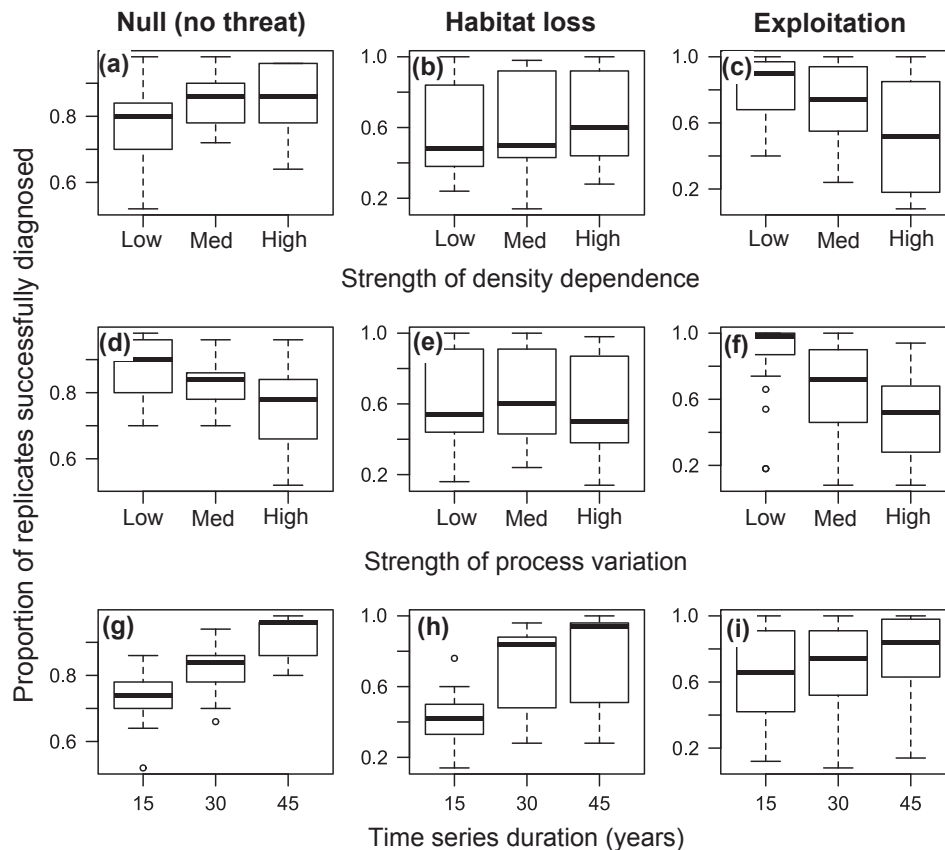 Null (no threat) Habitat loss Exploitation
Proportion of replicates successfully diagnosed
(a)
0.8
0.6
Low Med High
(b)
1.0
0.6
0.2
Low Med High
(c)
1.0
0.6
0.2
Low Med High
Strength of density dependence
(d)
0.8
0.6
Low Med High
(e)
1.0
0.6
0.2
Low Med High
(f)
1.0
0.6
0.2
Low Med High
Strength of process variation
(g)
0.8
0.6
15 30 45
(h)
1.0
0.6
0.2
15 30 45
(i)
1.0
0.6
0.2
15 30 45
Time series duration (years)